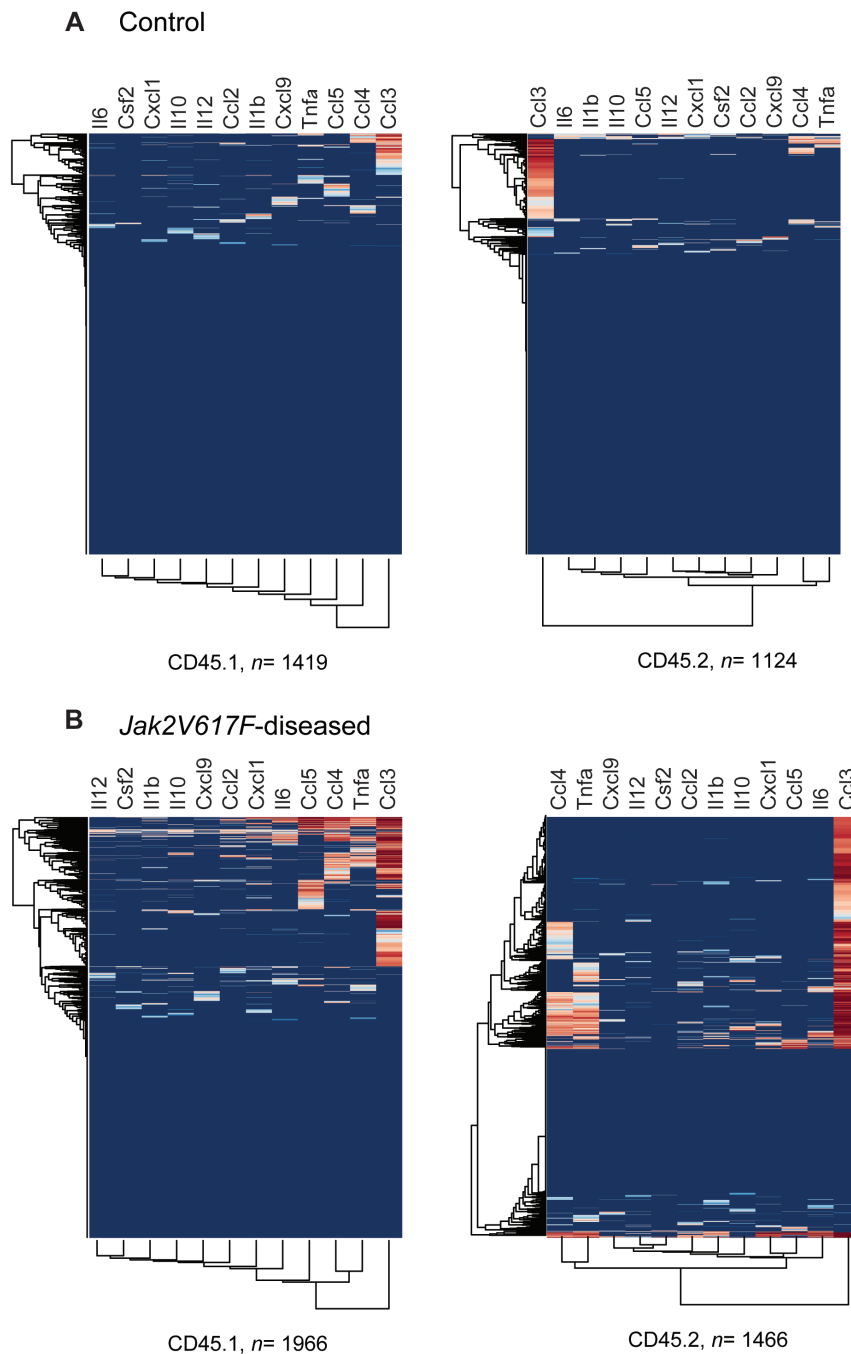 A Control
Il6 Csf2 Cxcl1 Il10 Il12 Ccl2 Il1b Cxcl9 Tnfa Ccl5 Ccl4 Ccl3
Ccl3 Il6 Il1b Il10 Ccl5 Il12 Cxcl1 Csf2 Ccl2 Cxcl9 Ccl4 Tnfa
CD45.1, n= 1419
CD45.2, n= 1124
B Jak2V617F-diseased
Il12 Csf2 Il1b Il10 Cxcl9 Ccl2 Cxcl1 Il6 Ccl5 Ccl4 Tnfa Ccl3
Ccl4 Tnfa Cxcl9 Il12 Csf2 Ccl2 Il1b Il10 Cxcl1 Ccl5 Il6 Ccl3
CD45.1, n= 1966
CD45.2, n= 1466